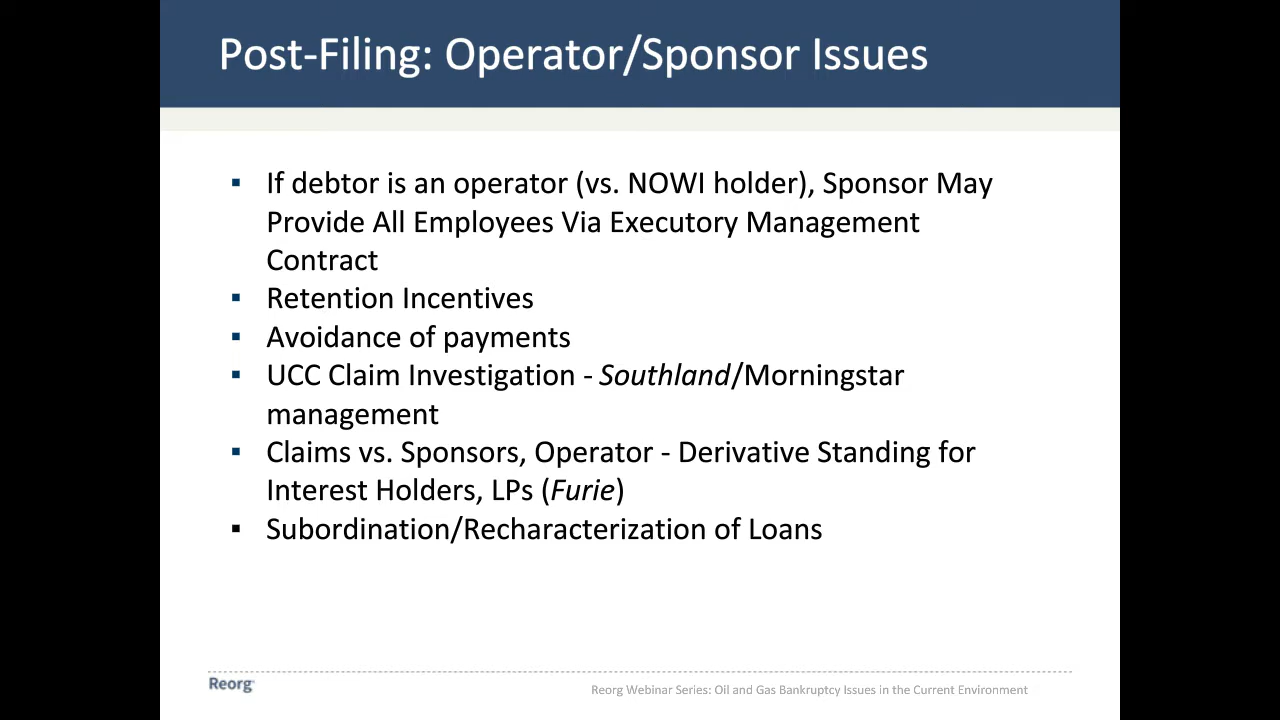 Post-Filing: Operator/Sponsor Issues
▪ If debtor is an operator (vs. NOWI holder), Sponsor May
Provide All Employees Via Executory Management
Contract
▪ Retention Incentives
▪ Avoidance of payments
▪ UCC Claim Investigation - Southland/Morningstar
management
▪ Claims vs. Sponsors, Operator - Derivative Standing for
Interest Holders, LPs (Furie)
▪ Subordination/Recharacterization of Loans
Reorg
Reorg Webinar Series: Oil and Gas Bankruptcy Issues in the Current Environment